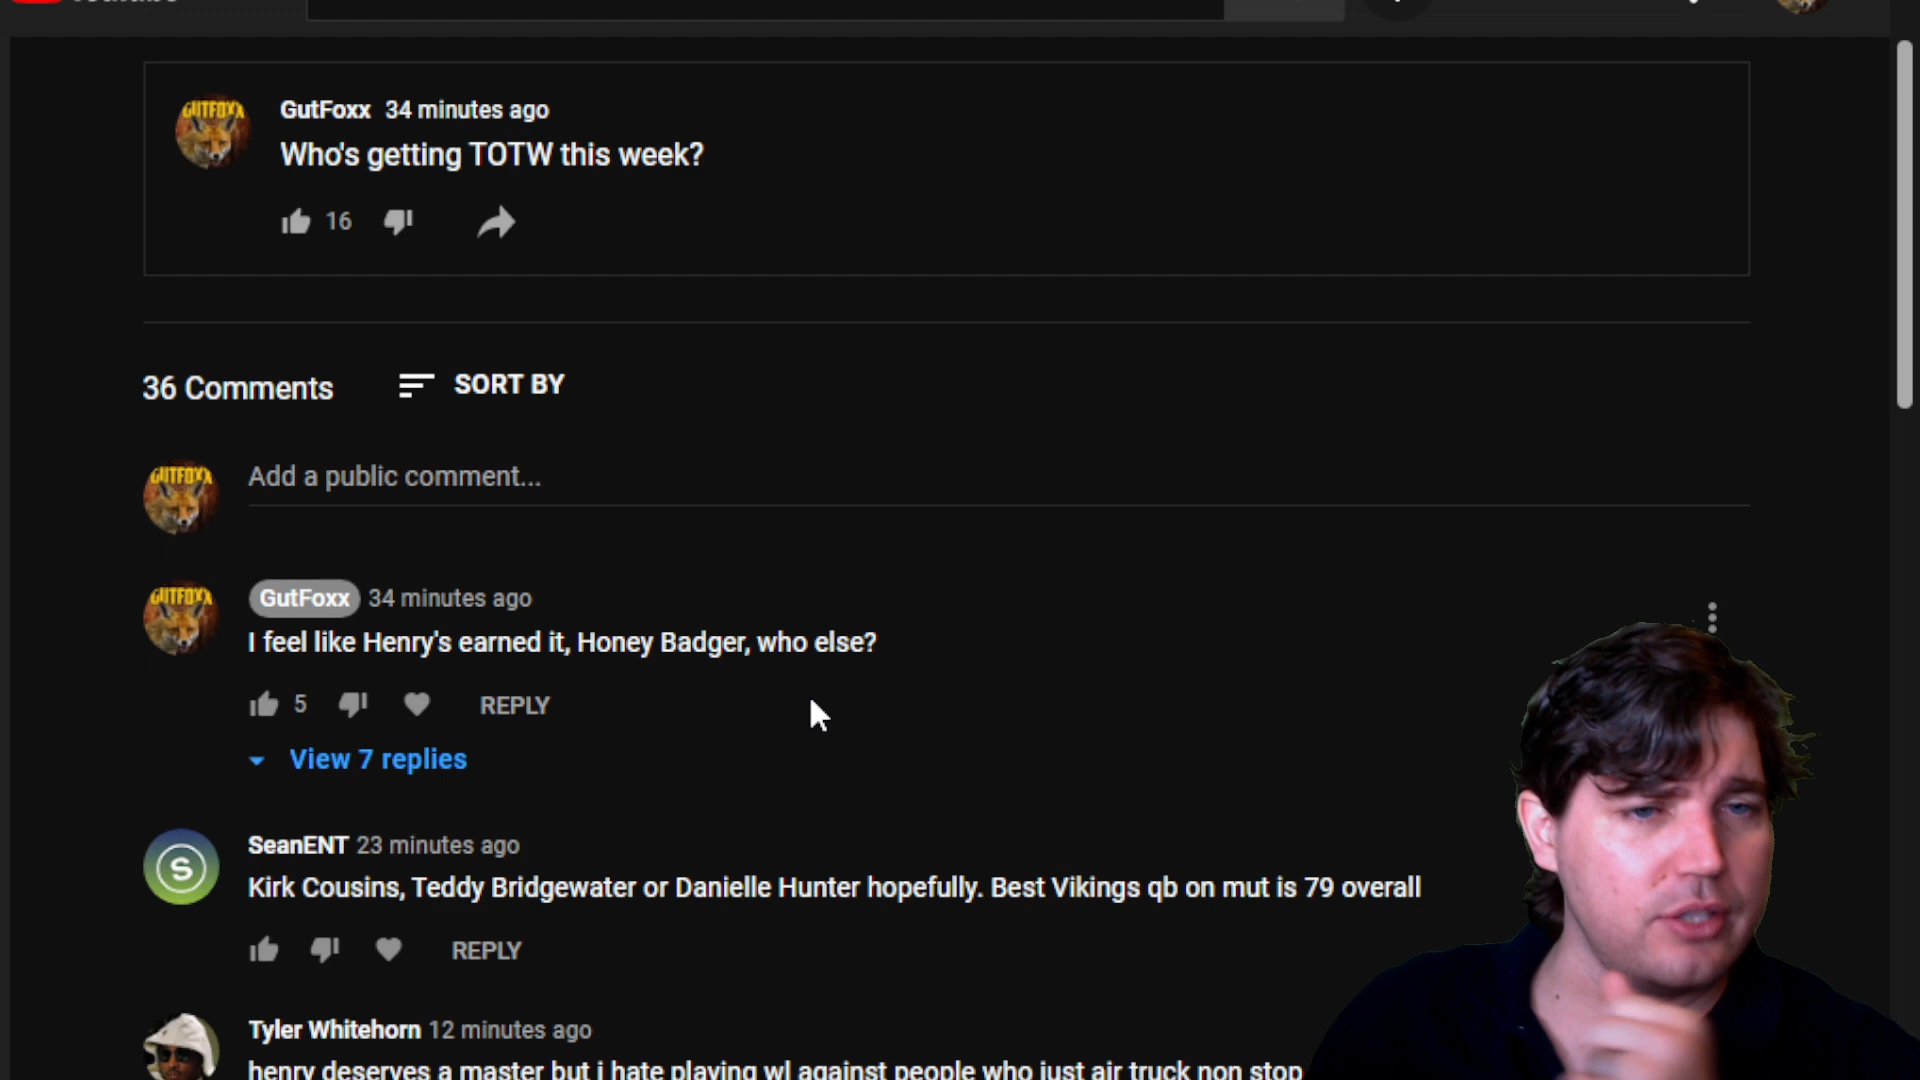 GutFoxx 34 minutes ago
Who's getting TOTW this week?
16
36 Comments SORT BY
Add a public comment...
GutFoxx 34 minutes ago
I feel like Henry's earned it, Honey Badger, who else?
5 REPLY
View 7 replies
SeanENT 23 minutes ago
Kirk Cousins, Teddy Bridgewater or Danielle Hunter hopefully. Best Vikings qb on mut is 79 overall
REPLY
Tyler Whitehorn 12 minutes ago
henry deserves a master but i hate playing wl against people who just air truck non stop